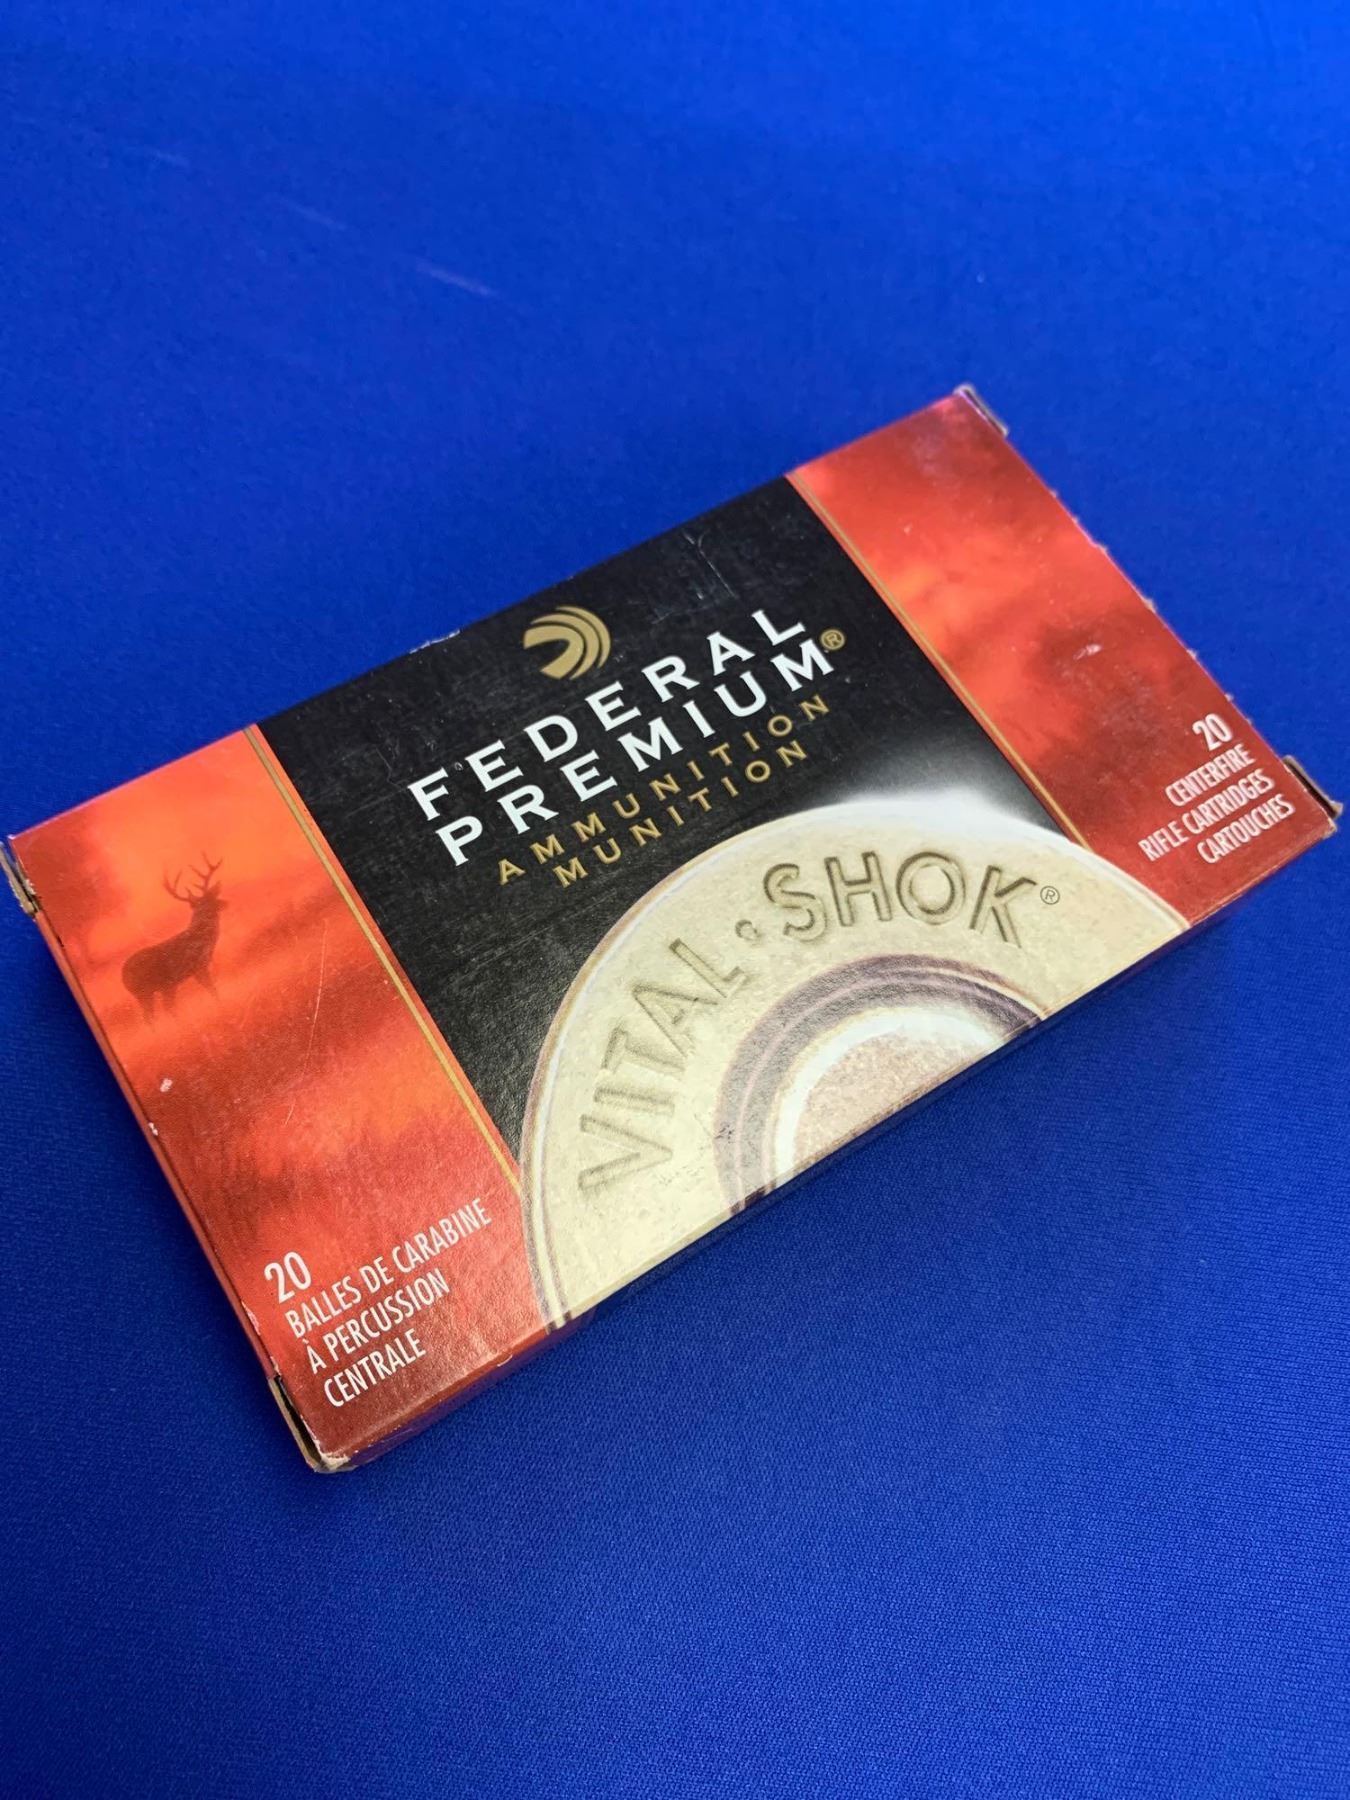 FEDERAL
PREMIUM®
AMMUNITION
MUNITION
VITAL·SHOK®
20
CENTERFIRE
RIFLE CARTRIDGES
CARTOUCHES
20
BALLES DE CARABINE
À PERCUSSION
CENTRALE